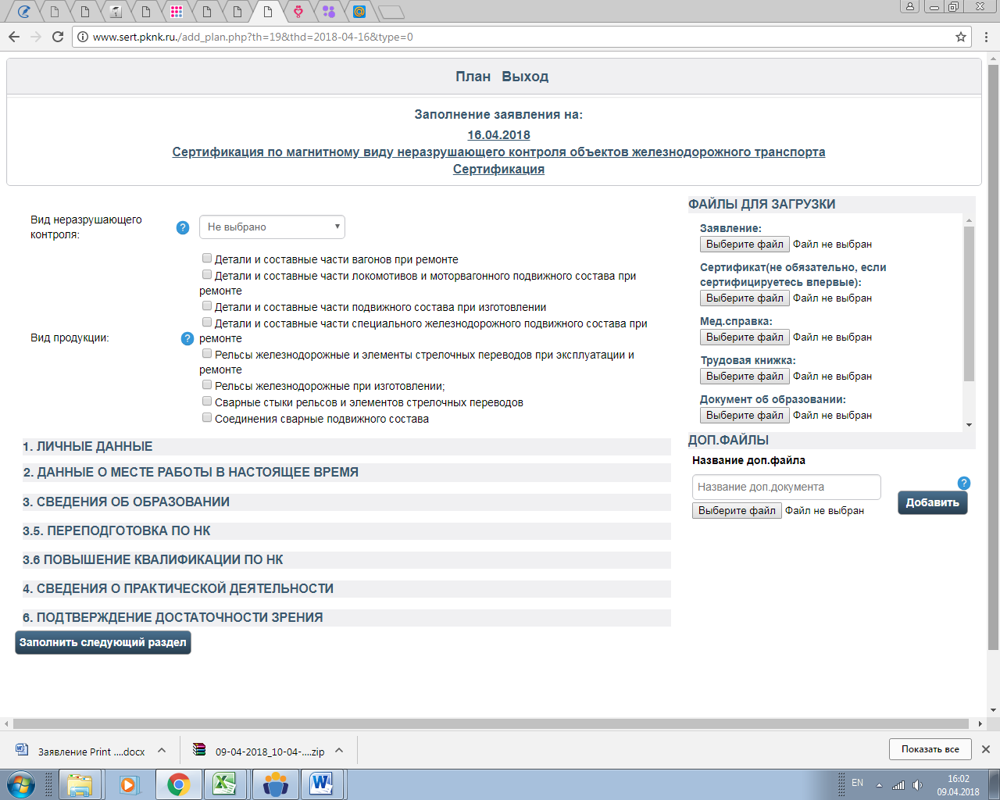 www.sert.pknk.ru./add_plan.php?th=19&thd=2018-04-16&type=0
План Выход
Заполнение заявления на:
16.04.2018
Сертификация по магнитному виду неразрушающего контроля объектов железнодорожного транспорта
Сертификация
Вид неразрушающего
контроля:
?
Не выбрано
Вид продукции:
?
Детали и составные части вагонов при ремонте
Детали и составные части локомотивов и моторвагонного подвижного состава при
ремонте
Детали и составные части подвижного состава при изготовлении
Детали и составные части специального железнодорожного подвижного состава при
ремонте
Рельсы железнодорожные и элементы стрелочных переводов при эксплуатации и
ремонте
Рельсы железнодорожные при изготовлении;
Сварные стыки рельсов и элементов стрелочных переводов
Соединения сварные подвижного состава
1. ЛИЧНЫЕ ДАННЫЕ
2. ДАННЫЕ О МЕСТЕ РАБОТЫ В НАСТОЯЩЕЕ ВРЕМЯ
3. СВЕДЕНИЯ ОБ ОБРАЗОВАНИИ
3.5. ПЕРЕПОДГОТОВКА ПО НК
3.6 ПОВЫШЕНИЕ КВАЛИФИКАЦИИ ПО НК
4. СВЕДЕНИЯ О ПРАКТИЧЕСКОЙ ДЕЯТЕЛЬНОСТИ
6. ПОДТВЕРЖДЕНИЕ ДОСТАТОЧНОСТИ ЗРЕНИЯ
Заполнить следующий раздел
ФАЙЛЫ ДЛЯ ЗАГРУЗКИ
Заявление:
Выберите файл Файл не выбран
Сертификат(не обязательно, если
сертифицируетесь впервые):
Выберите файл Файл не выбран
Мед.справка:
Выберите файл Файл не выбран
Трудовая книжка:
Выберите файл Файл не выбран
Документ об образовании:
Выберите файл Файл не выбран
ДОП.ФАЙЛЫ
Название доп.файла
Название доп.документа
?
Выберите файл Файл не выбран
Добавить
Заявление Print ....docx
09-04-2018_10-04-....zip
Показать все
EN
16:02
09.04.2018